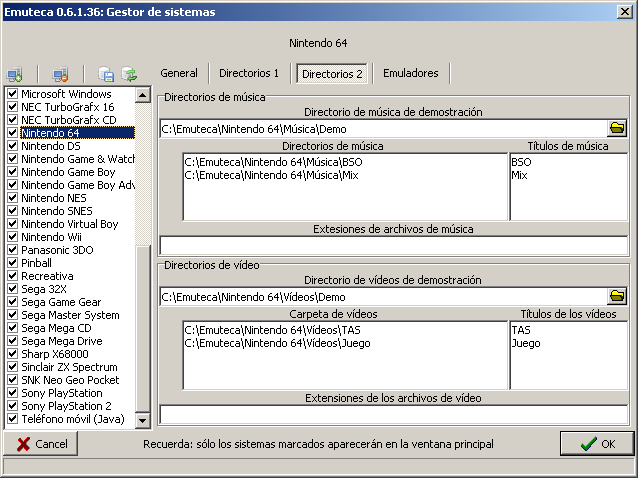 Emuteca 0.6.1.36: Gestor de sistemas
Nintendo 64
General
Directorios 1
Directorios 2
Emuladores
Microsoft Windows
NEC TurboGrafx 16
NEC TurboGrafx CD
Nintendo 64
Nintendo DS
Nintendo Game & Watch
Nintendo Game Boy
Nintendo Game Boy Adv
Nintendo NES
Nintendo SNES
Nintendo Virtual Boy
Nintendo Wii
Panasonic 3DO
Pinball
Recreativa
Sega 32X
Sega Game Gear
Sega Master System
Sega Mega CD
Sega Mega Drive
Sharp X68000
Sinclair ZX Spectrum
SNK Neo Geo Pocket
Sony PlayStation
Sony PlayStation 2
Teléfono móvil (Java)
Directorios de música
Directorio de música de demostración
C:\Emuteca\Nintendo 64\Música\Demo
Directorios de música
Títulos de música
C:\Emuteca\Nintendo 64\Música\BSO
BSO
C:\Emuteca\Nintendo 64\Música\Mix
Mix
Extesiones de archivos de música
Directorios de vídeo
Directorio de vídeos de demostración
C:\Emuteca\Nintendo 64\Vídeos\Demo
Carpeta de vídeos
Títulos de los vídeos
C:\Emuteca\Nintendo 64\Vídeos\TAS
TAS
C:\Emuteca\Nintendo 64\Vídeos\Juego
Juego
Extensiones de los archivos de vídeo
Cancel
Recuerda: sólo los sistemas marcados aparecerán en la ventana principal
OK